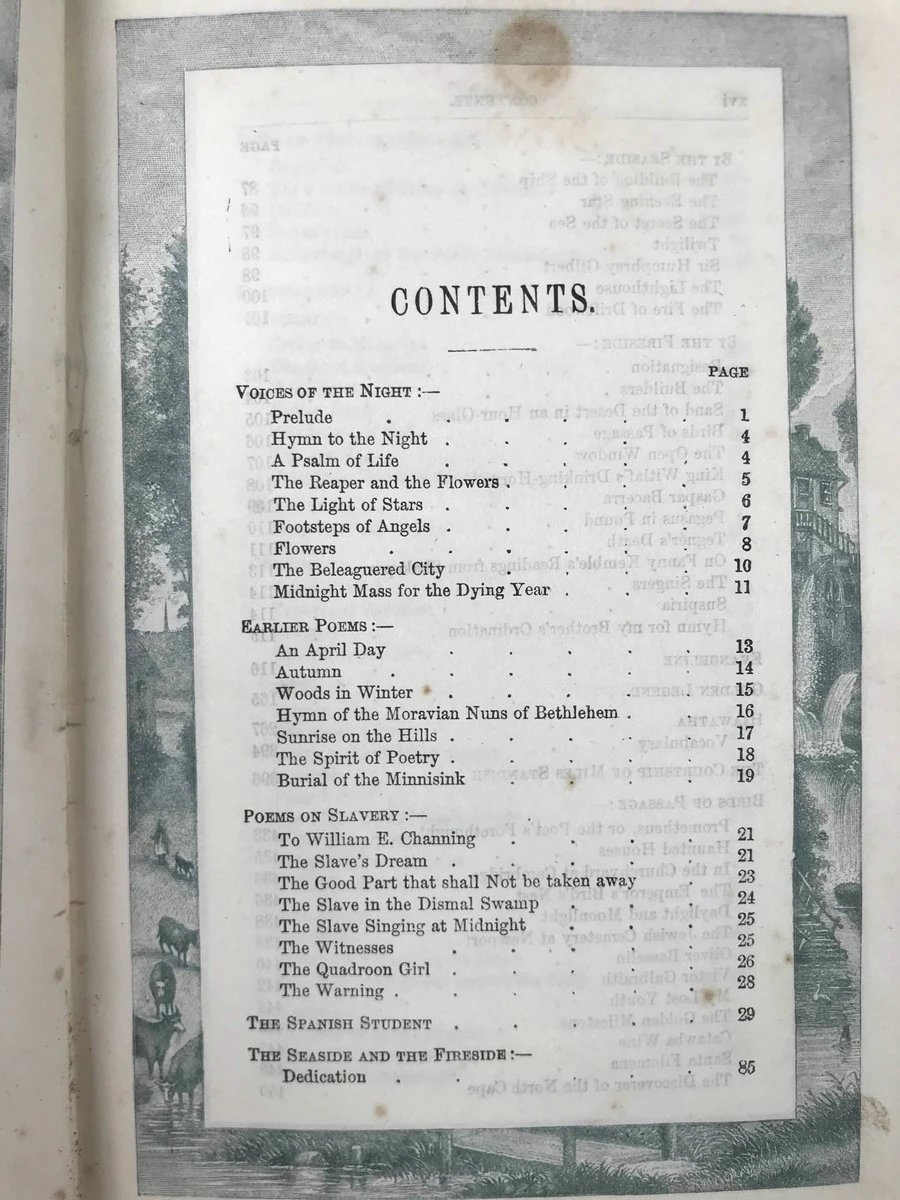 CONTENTS.
PAGE
VOICES OF THE NIGHT :—
Prelude . . . . . . 1
Hymn to the Night . . . . . 4
A Psalm of Life . . . . . 4
The Reaper and the Flowers . . . . 5
The Light of Stars . . . . . 6
Footsteps of Angels . . . . . 7
Flowers . . . . . . 8
The Beleaguered City . . . . 10
Midnight Mass for the Dying Year . . . 11
EARLIER POEMS :—
An April Day . . . . . 13
Autumn . . . . . . 14
Woods in Winter . . . . . 15
Hymn of the Moravian Nuns of Bethlehem . . 16
Sunrise on the Hills . . . . . 17
The Spirit of Poetry . . . . . 18
Burial of the Minnisink . . . . 19
POEMS ON SLAVERY :—
To William E. Channing . . . . 21
The Slave's Dream . . . . . 21
The Good Part that shall Not be taken away . 23
The Slave in the Dismal Swamp . . . 24
The Slave Singing at Midnight . . . 25
The Witnesses . . . . . 25
The Quadroon Girl . . . . . 26
The Warning . . . . . . 28
THE SPANISH STUDENT . . . . . 29
THE SEASIDE AND THE FIRESIDE :—
Dedication . . . . . . 85